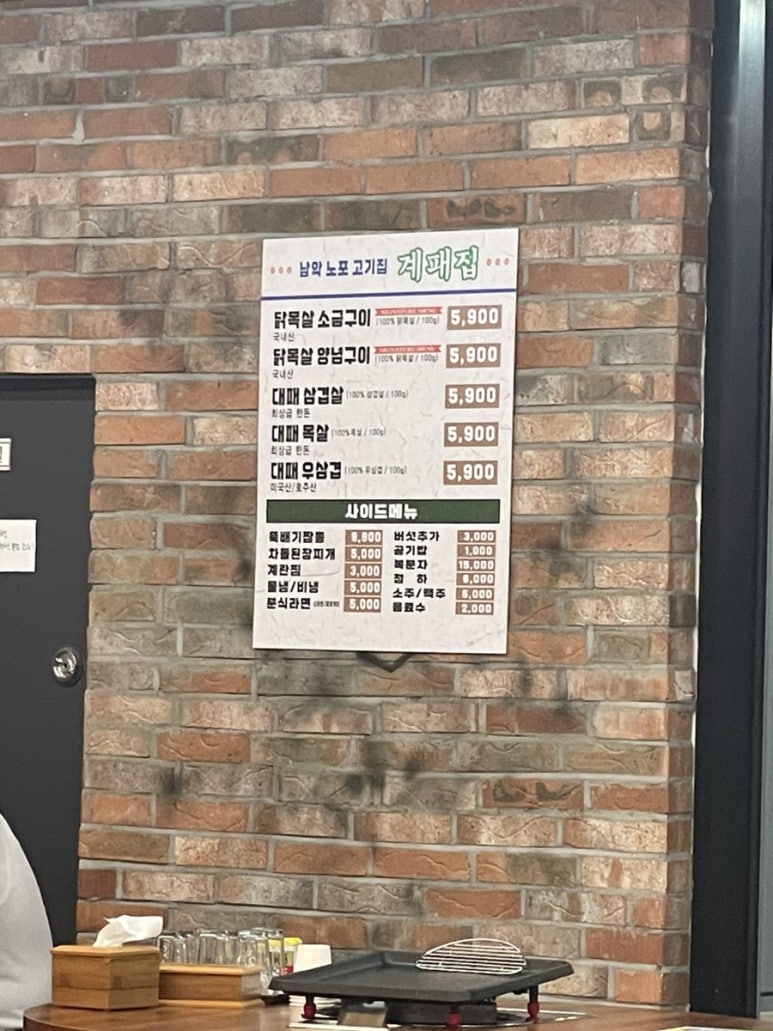 남악 노포 고기집 계패집
닭목살 소금구이 SIGNATURE MENU (100% 닭목살 / 100g) 5,900
국내산
닭목살 양념구이 SIGNATURE MENU (100% 닭목살 / 100g) 5,900
국내산
대패 삼겹살 (100% 삼겹살 / 100g) 5,900
최상급 한돈
대패 목살 (100% 목살 / 100g) 5,900
최상급 한돈
대패 우삼겹 (100% 우삼겹 / 100g) 5,900
미국산/호주산
사이드메뉴
뚝배기짬뽕 9,900
차돌된장찌개 5,000
계란찜 3,000
물냉/비냉 5,000
분식라면 5,000
버섯추가 3,000
공기밥 1,000
복분자 15,000
청 하 6,000
소주/맥주 5,000
음료수 2,000